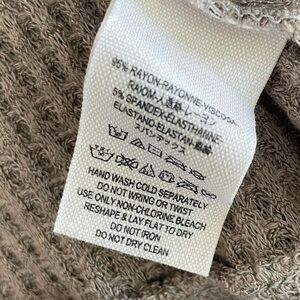 95% RAYON-RAYONNE-VISCOSA
5% SPANDEX-ELASTHANNE
ELASTANO-ELASTAN-
スパンデックス
HAND WASH COLD SEPARATELY
DO NOT WRING OR TWIST
USE ONLY NON-CHLORINE BLEACH
RESHAPE & LAY FLAT TO DRY
DO NOT IRON
DO NOT DRY CLEAN